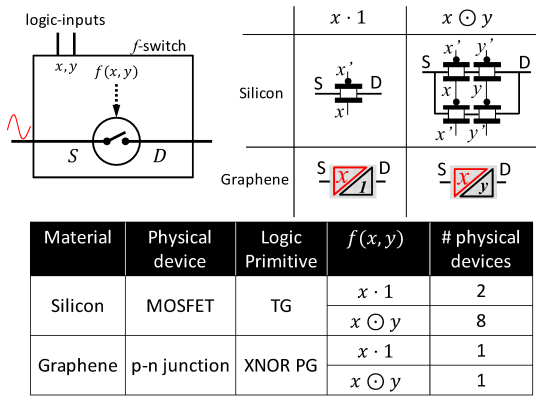 logic-inputs
f-switch
x, y
f(x, y)
S
D
x · 1
x ⊙ y
Silicon
S
x’
D
x
S
x’
y’
D
x
y
x’
y’
Graphene
S
x
1
D
S
x
y
D
Material
Physical device
Logic Primitive
f(x, y)
# physical devices
Silicon
MOSFET
TG
x · 1
2
x ⊙ y
8
Graphene
p-n junction
XNOR PG
x · 1
1
x ⊙ y
1